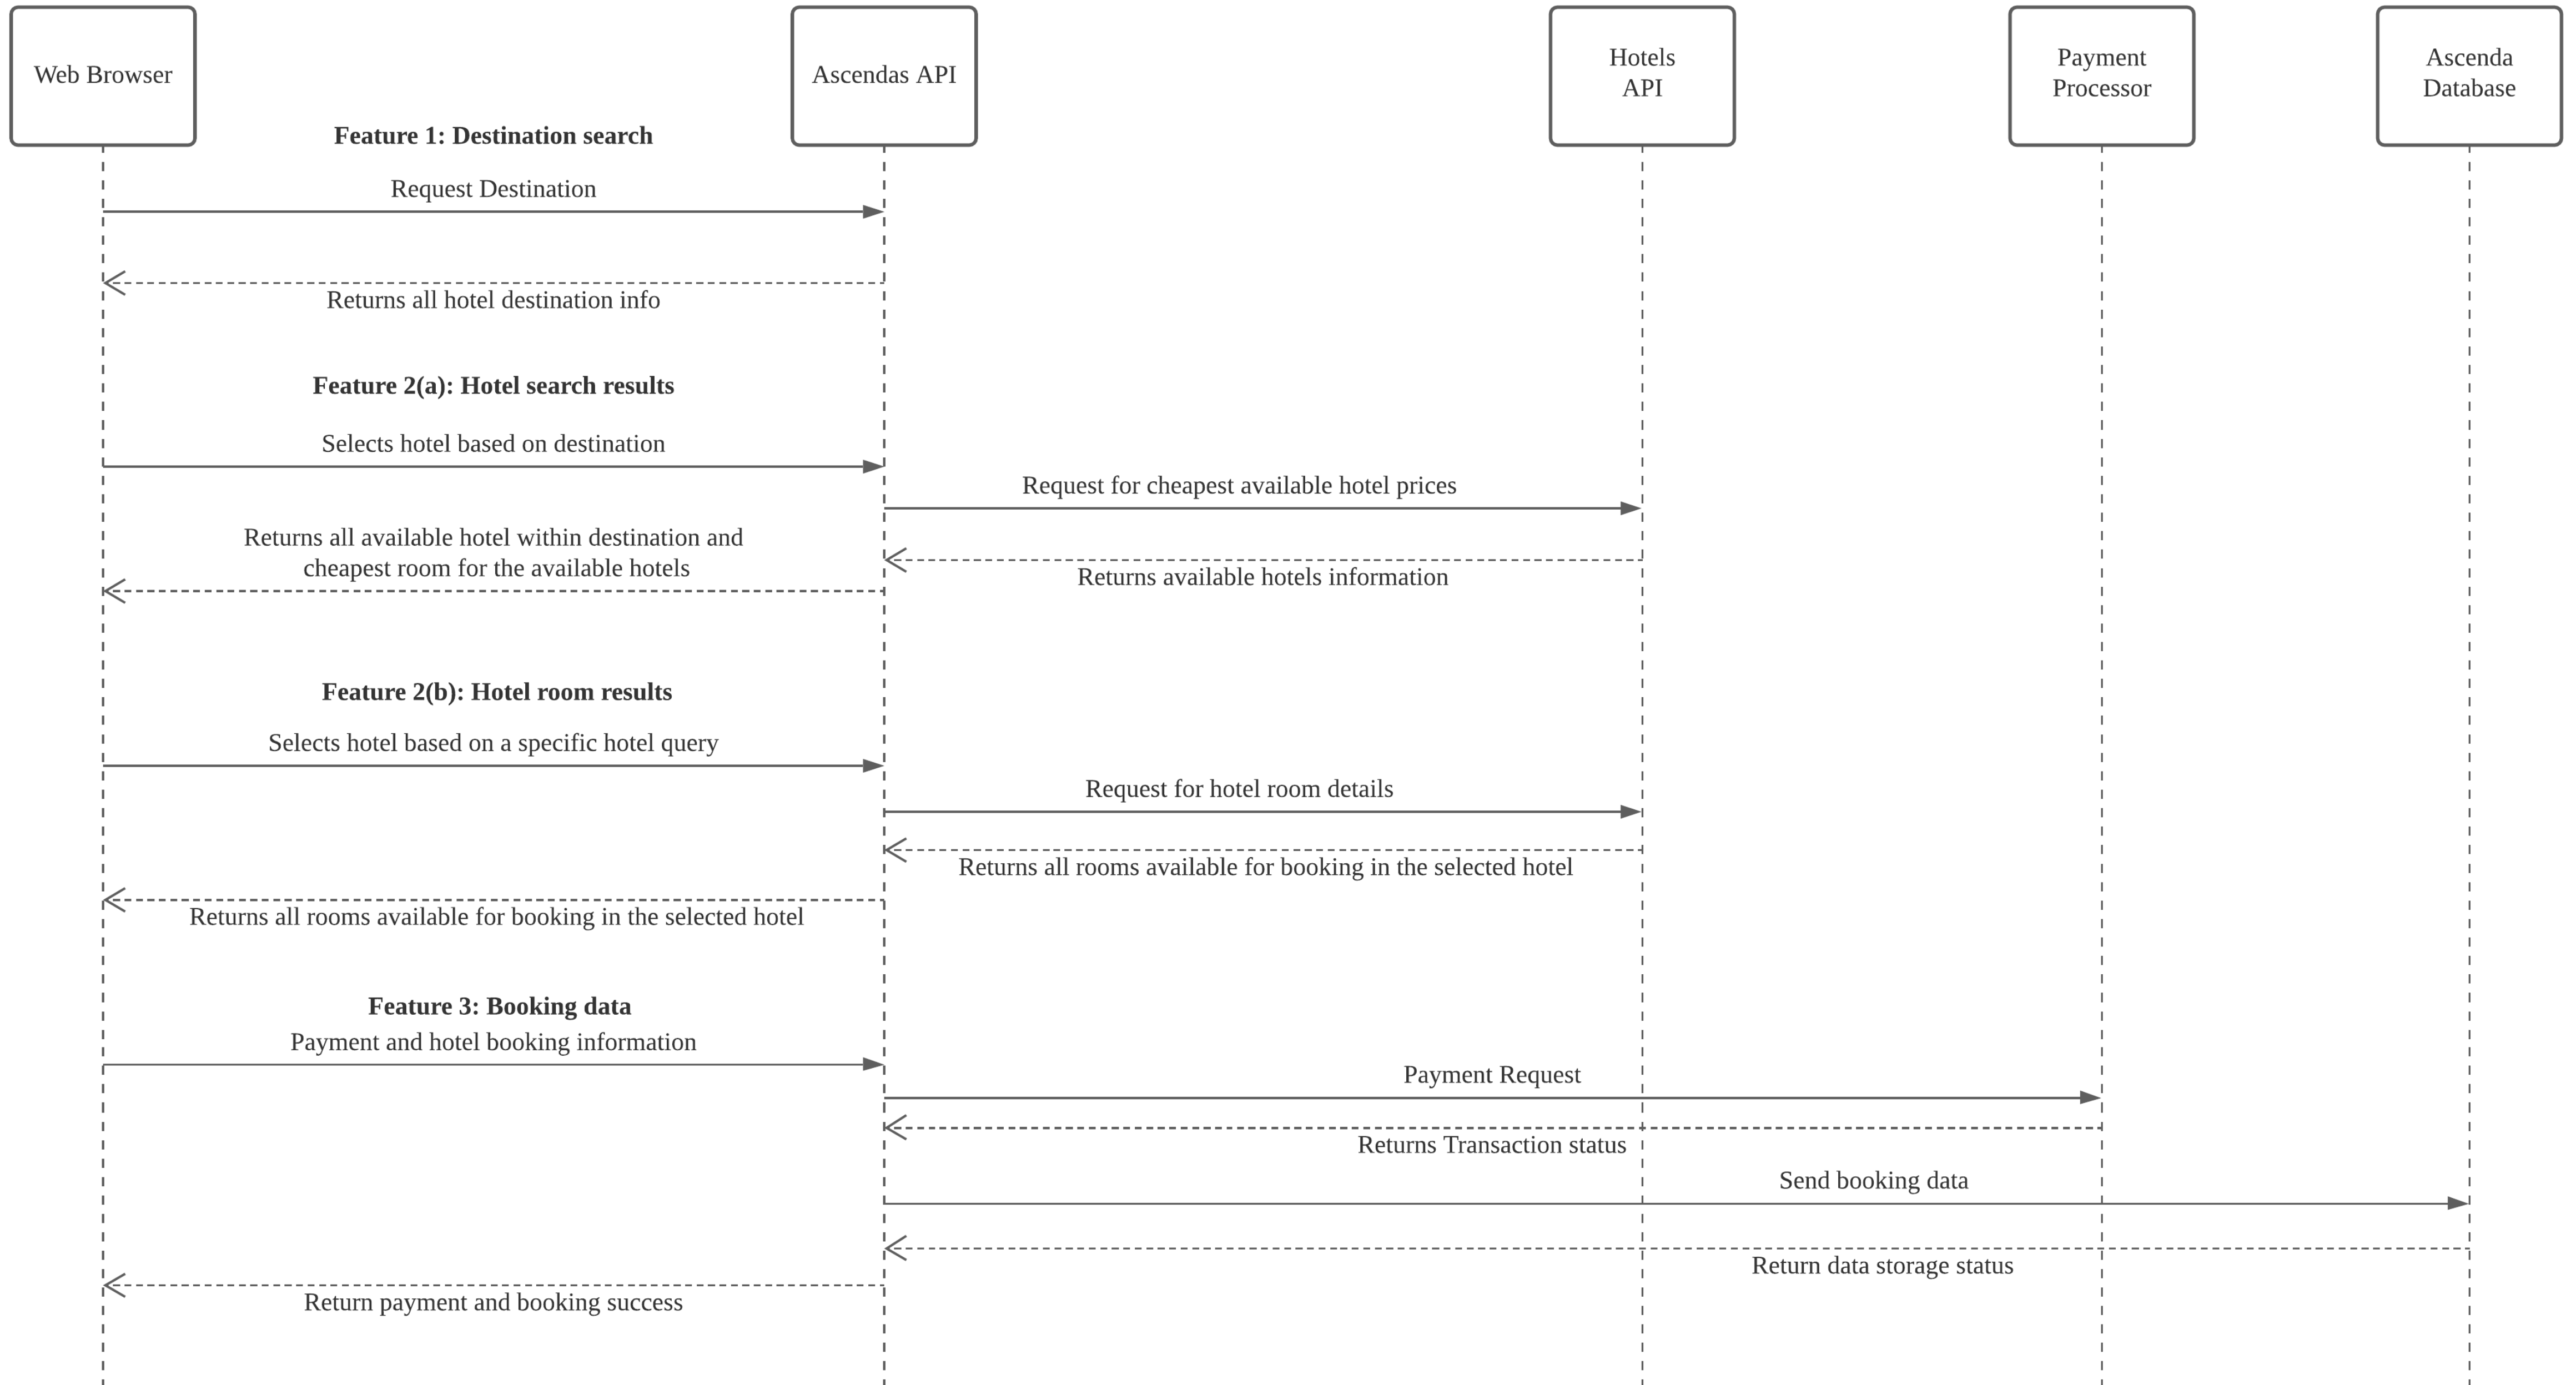 Web Browser
Ascendas API
Hotels
API
Payment
Processor
Ascenda
Database
Feature 1: Destination search
Request Destination
Returns all hotel destination info
Feature 2(a): Hotel search results
Selects hotel based on destination
Request for cheapest available hotel prices
Returns all available hotel within destination and
cheapest room for the available hotels
Returns available hotels information
Feature 2(b): Hotel room results
Selects hotel based on a specific hotel query
Request for hotel room details
Returns all rooms available for booking in the selected hotel
Returns all rooms available for booking in the selected hotel
Feature 3: Booking data
Payment and hotel booking information
Payment Request
Returns Transaction status
Send booking data
Return data storage status
Return payment and booking success